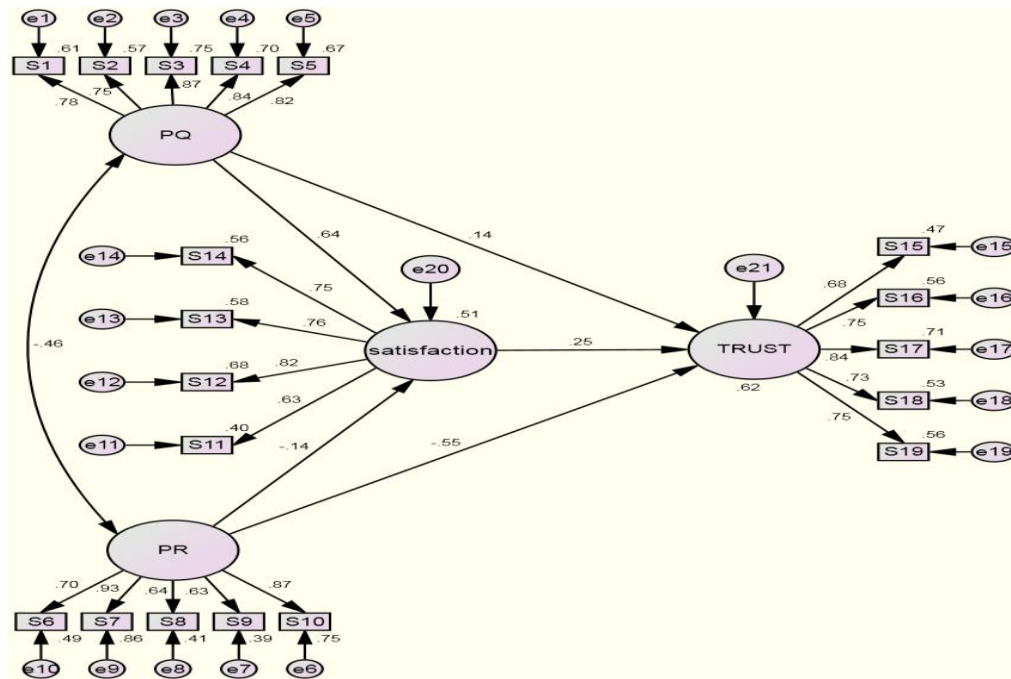 e1 e2 e3 e4 e5
.61 .57 .75 .70 .67
S1 S2 S3 S4 S5
.78 .75 .87 .84 .82
PQ
.64 .14
-.46
e14 S14 .56
.75
e13 S13 .58
.76
e12 S12 .68
.82
e11 S11 .40
.63
e20
.51
satisfaction
.25
-.14
-.55
e21
TRUST
.62
.68 S15 .47 e15
.75 S16 .56 e16
.84 S17 .71 e17
.73 S18 .53 e18
.75 S19 .56 e19
PR
.70 .93 .64 .63 .87
S6 S7 S8 S9 S10
.49 .86 .41 .39 .75
e10 e9 e8 e7 e6